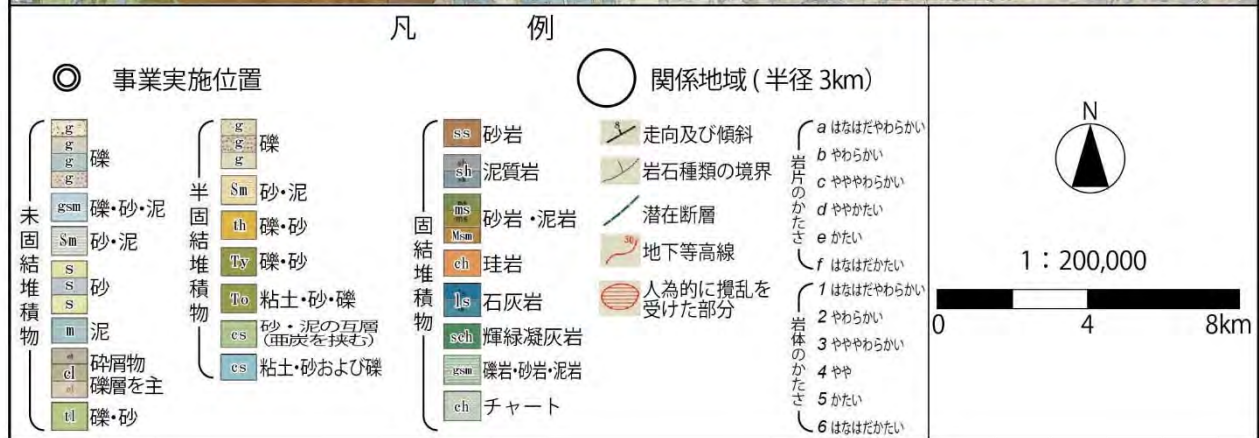 凡 例
◎ 事業実施位置
○ 関係地域(半径 3km)
未固結堆積物
g
g
g
g
礫
gsm 礫・砂・泥
Sm 砂・泥
s
s
s
砂
m 泥
cl 砕屑物
礫層を主
tl 礫・砂
半固結堆積物
g
g
g
礫
Sm 砂・泥
th 礫・砂
Ty 礫・砂
To 粘土・砂・礫
cs 砂・泥の互層
(亜炭を挟む)
cs 粘土・砂および礫
固結堆積物
ss 砂岩
sh 泥質岩
ms 砂岩・泥岩
Msm
ch 珪岩
ls 石灰岩
sch 輝緑凝灰岩
gsm 礫岩・砂岩・泥岩
ch チャート
走向及び傾斜
岩石種類の境界
潜在断層
30 地下等高線
人為的に攪乱を
受けた部分
岩片のかたさ
a はなはだやわらかい
b やわらかい
c やややわらかい
d ややかたい
e かたい
f はなはだかたい
岩体のかたさ
1 はなはだやわらかい
2 やわらかい
3 やややわらかい
4 やや
5 かたい
6 はなはだかたい
N
1:200,000
0 4 8km